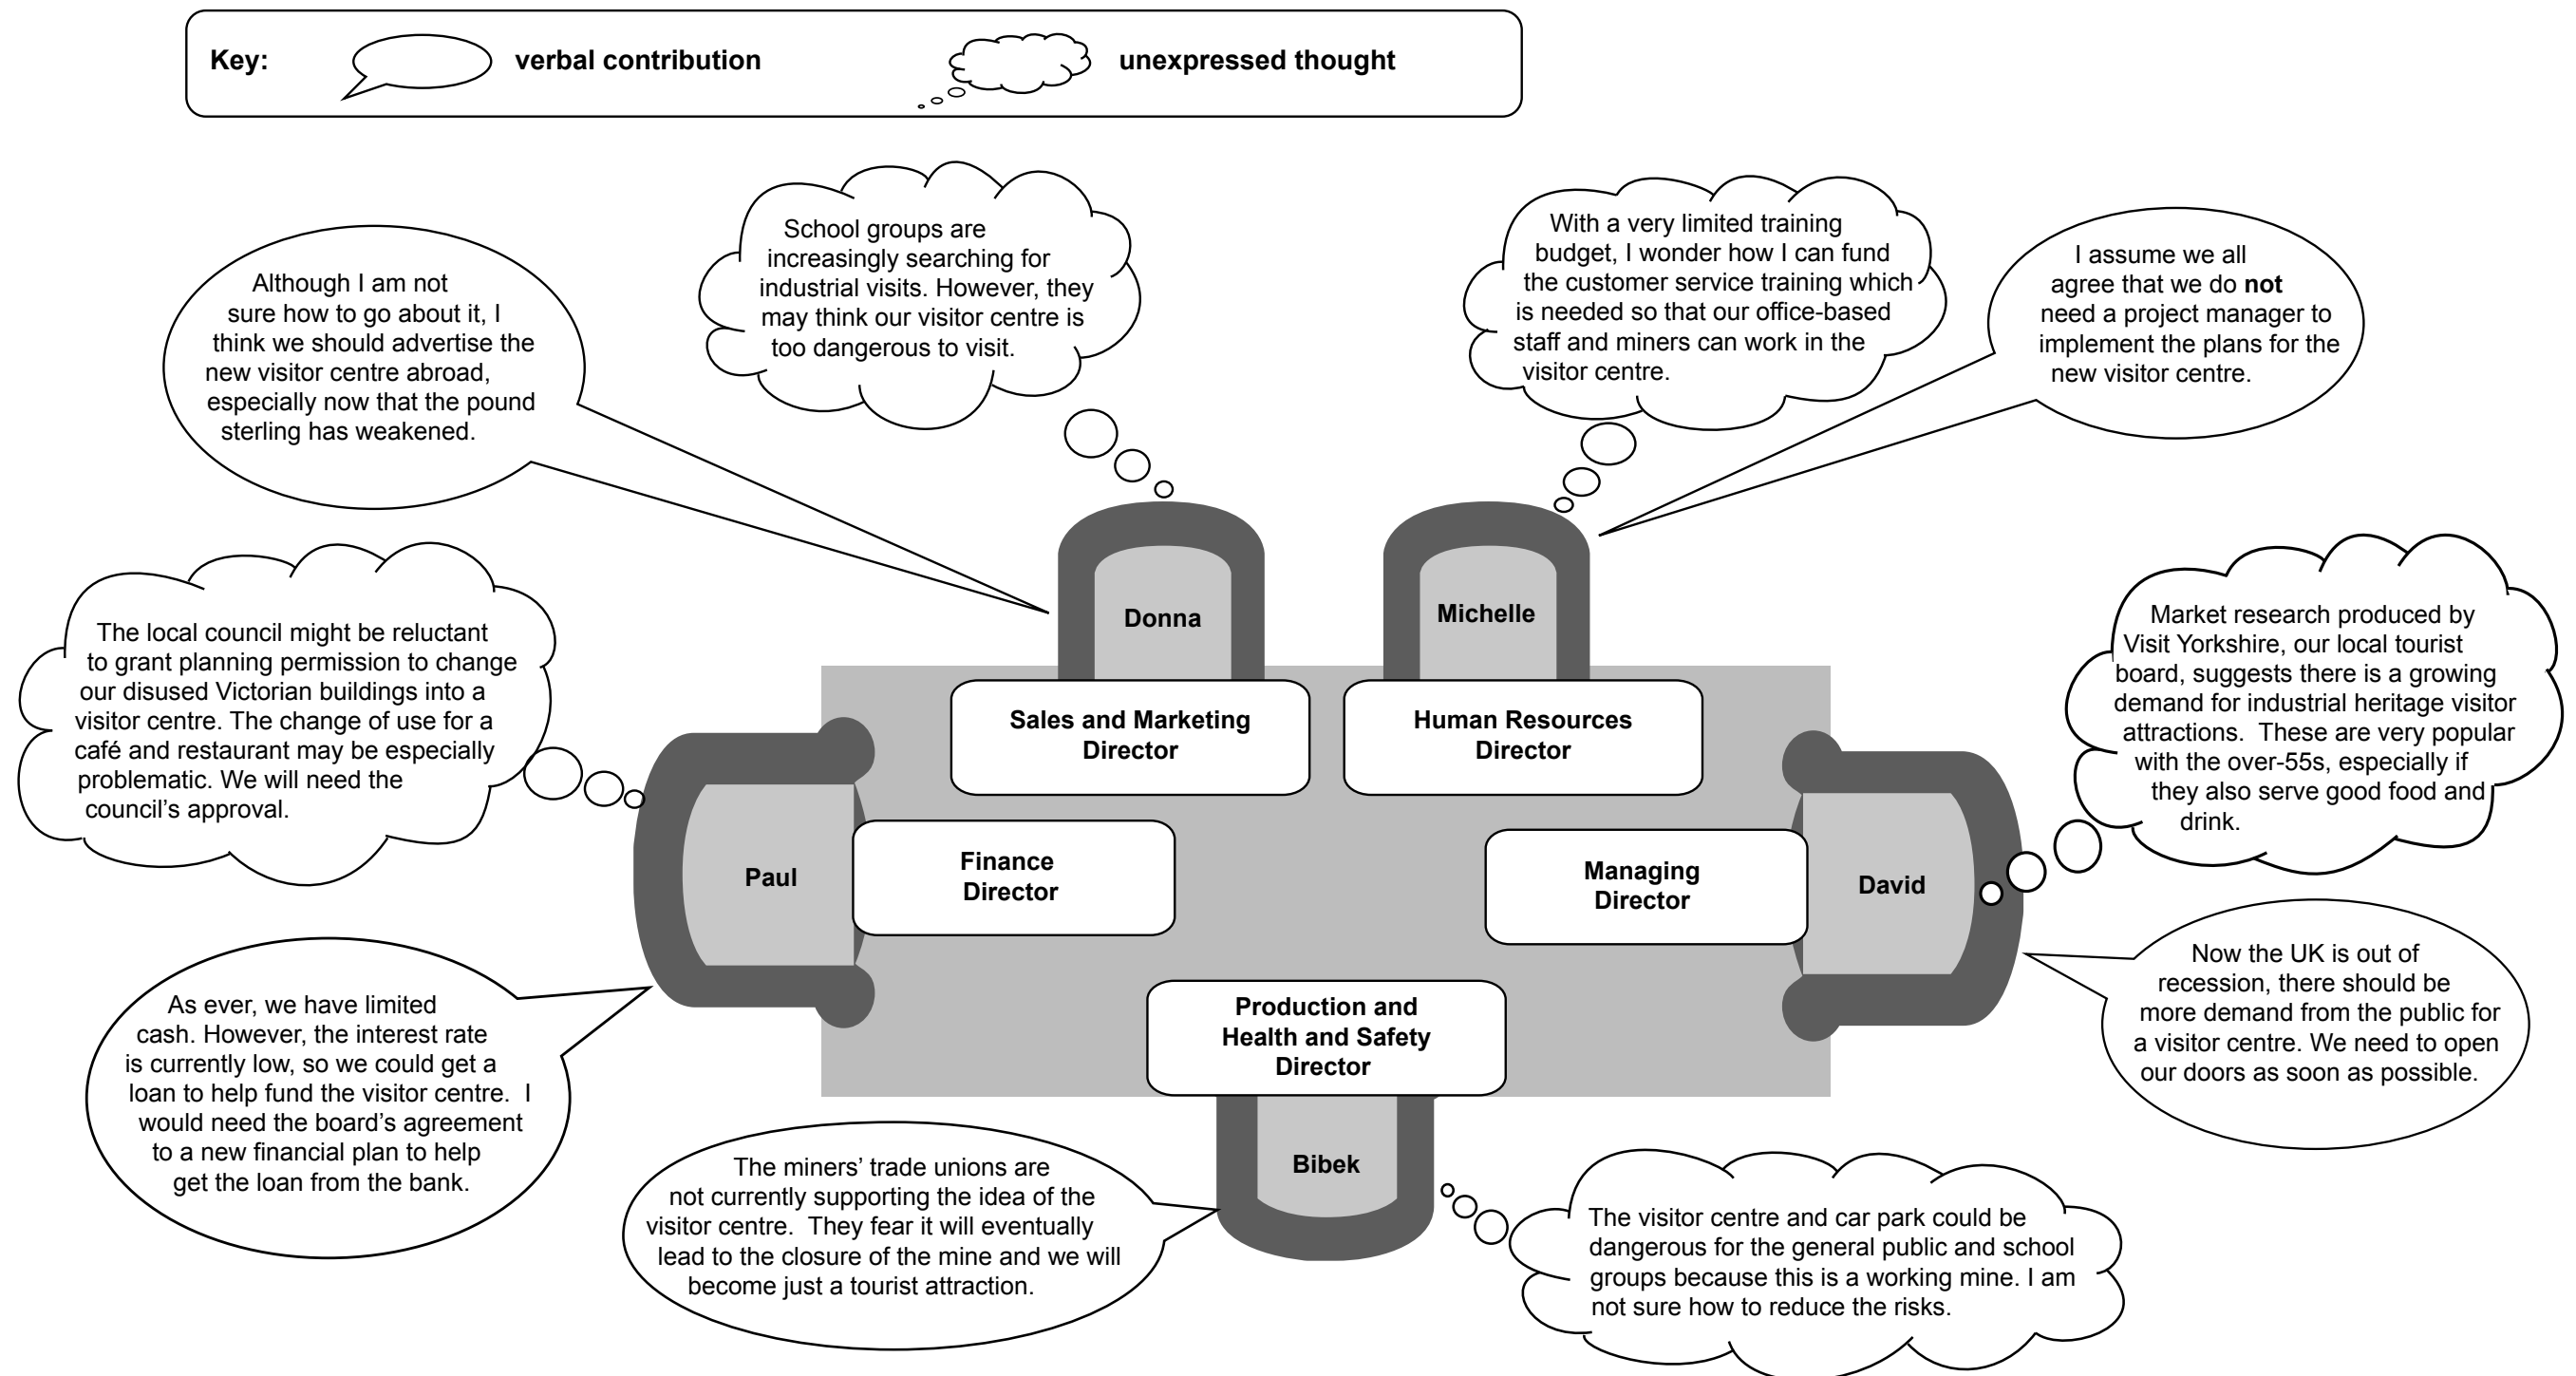 Key:
verbal contribution
unexpressed thought
Although I am not
sure how to go about it, I
think we should advertise the
new visitor centre abroad,
especially now that the pound
sterling has weakened.
School groups are
increasingly searching for
industrial visits. However, they
may think our visitor centre is
too dangerous to visit.
With a very limited training
budget, I wonder how I can fund
the customer service training which
is needed so that our office-based
staff and miners can work in the
visitor centre.
I assume we all
agree that we do not
need a project manager to
implement the plans for the
new visitor centre.
The local council might be reluctant
to grant planning permission to change
our disused Victorian buildings into a
visitor centre. The change of use for a
café and restaurant may be especially
problematic. We will need the
council’s approval.
Donna
Michelle
Market research produced by
Visit Yorkshire, our local tourist
board, suggests there is a growing
demand for industrial heritage visitor
attractions. These are very popular
with the over-55s, especially if
they also serve good food and
drink.
Sales and Marketing
Director
Human Resources
Director
Paul
Finance
Director
Managing
Director
David
As ever, we have limited
cash. However, the interest rate
is currently low, so we could get a
loan to help fund the visitor centre. I
would need the board’s agreement
to a new financial plan to help
get the loan from the bank.
Production and
Health and Safety
Director
Now the UK is out of
recession, there should be
more demand from the public for
a visitor centre. We need to open
our doors as soon as possible.
The miners’ trade unions are
not currently supporting the idea of the
visitor centre. They fear it will eventually
lead to the closure of the mine and we will
become just a tourist attraction.
Bibek
The visitor centre and car park could be
dangerous for the general public and school
groups because this is a working mine. I am
not sure how to reduce the risks.